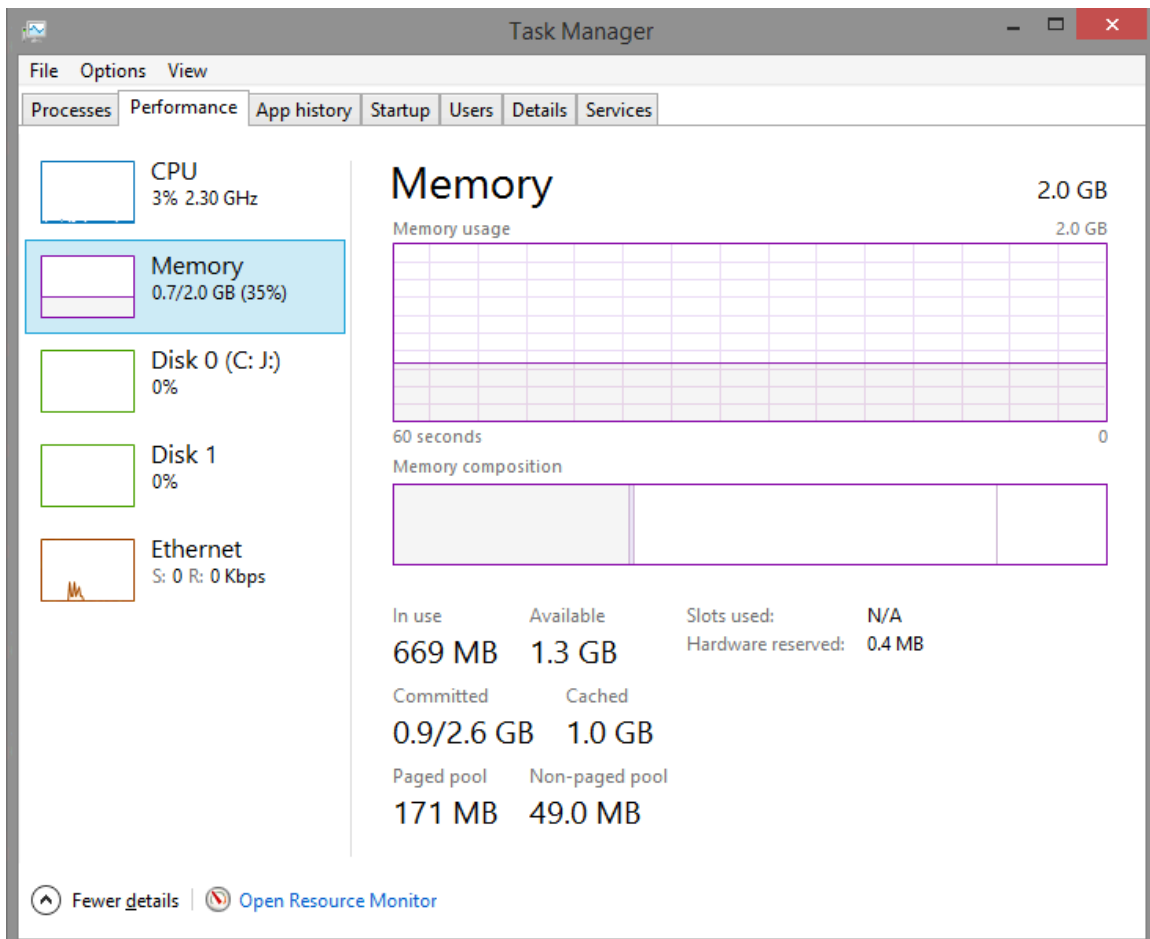 Task Manager
File Options View
Processes Performance App history Startup Users Details Services
CPU
3% 2.30 GHz
Memory
0.7/2.0 GB (35%)
Disk 0 (C: J:)
0%
Disk 1
0%
Ethernet
S: 0 R: 0 Kbps
Memory 2.0 GB
Memory usage 2.0 GB
60 seconds 0
Memory composition
In use Available Slots used: N/A
669 MB 1.3 GB Hardware reserved: 0.4 MB
Committed Cached
0.9/2.6 GB 1.0 GB
Paged pool Non-paged pool
171 MB 49.0 MB
Fewer details Open Resource Monitor